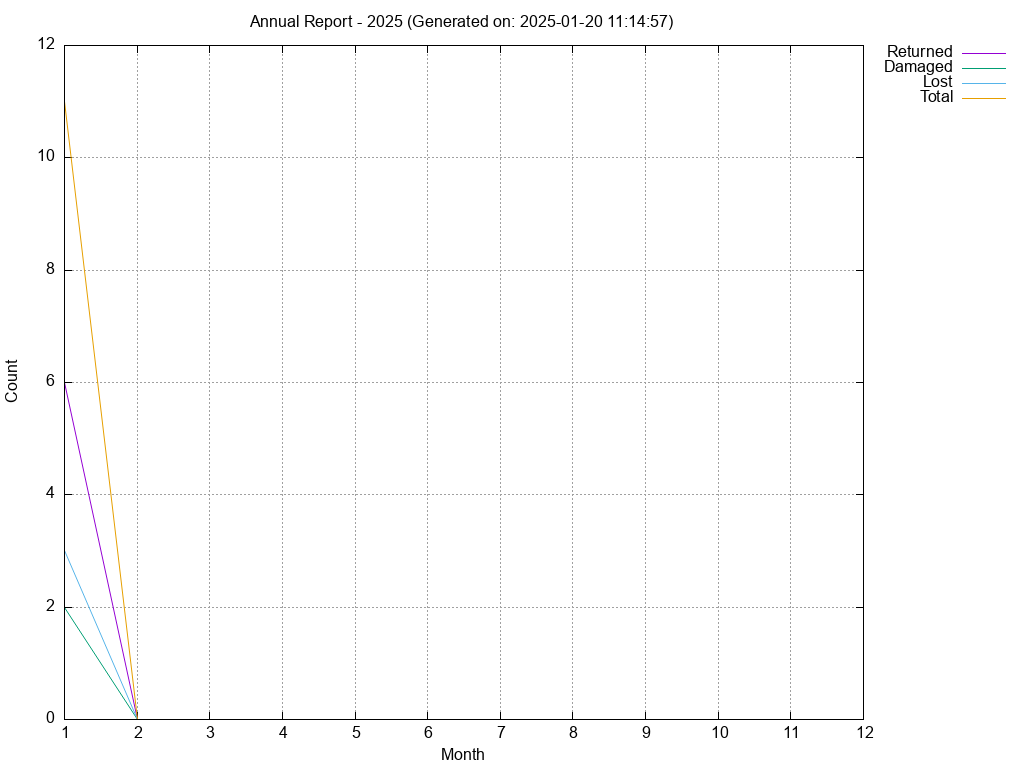 Annual Report - 2025 (Generated on: 2025-01-20 11:14:57)
Returned
Damaged
Lost
Total
12
10
8
6
4
2
0
Count
1 2 3 4 5 6 7 8 9 10 11 12
Month